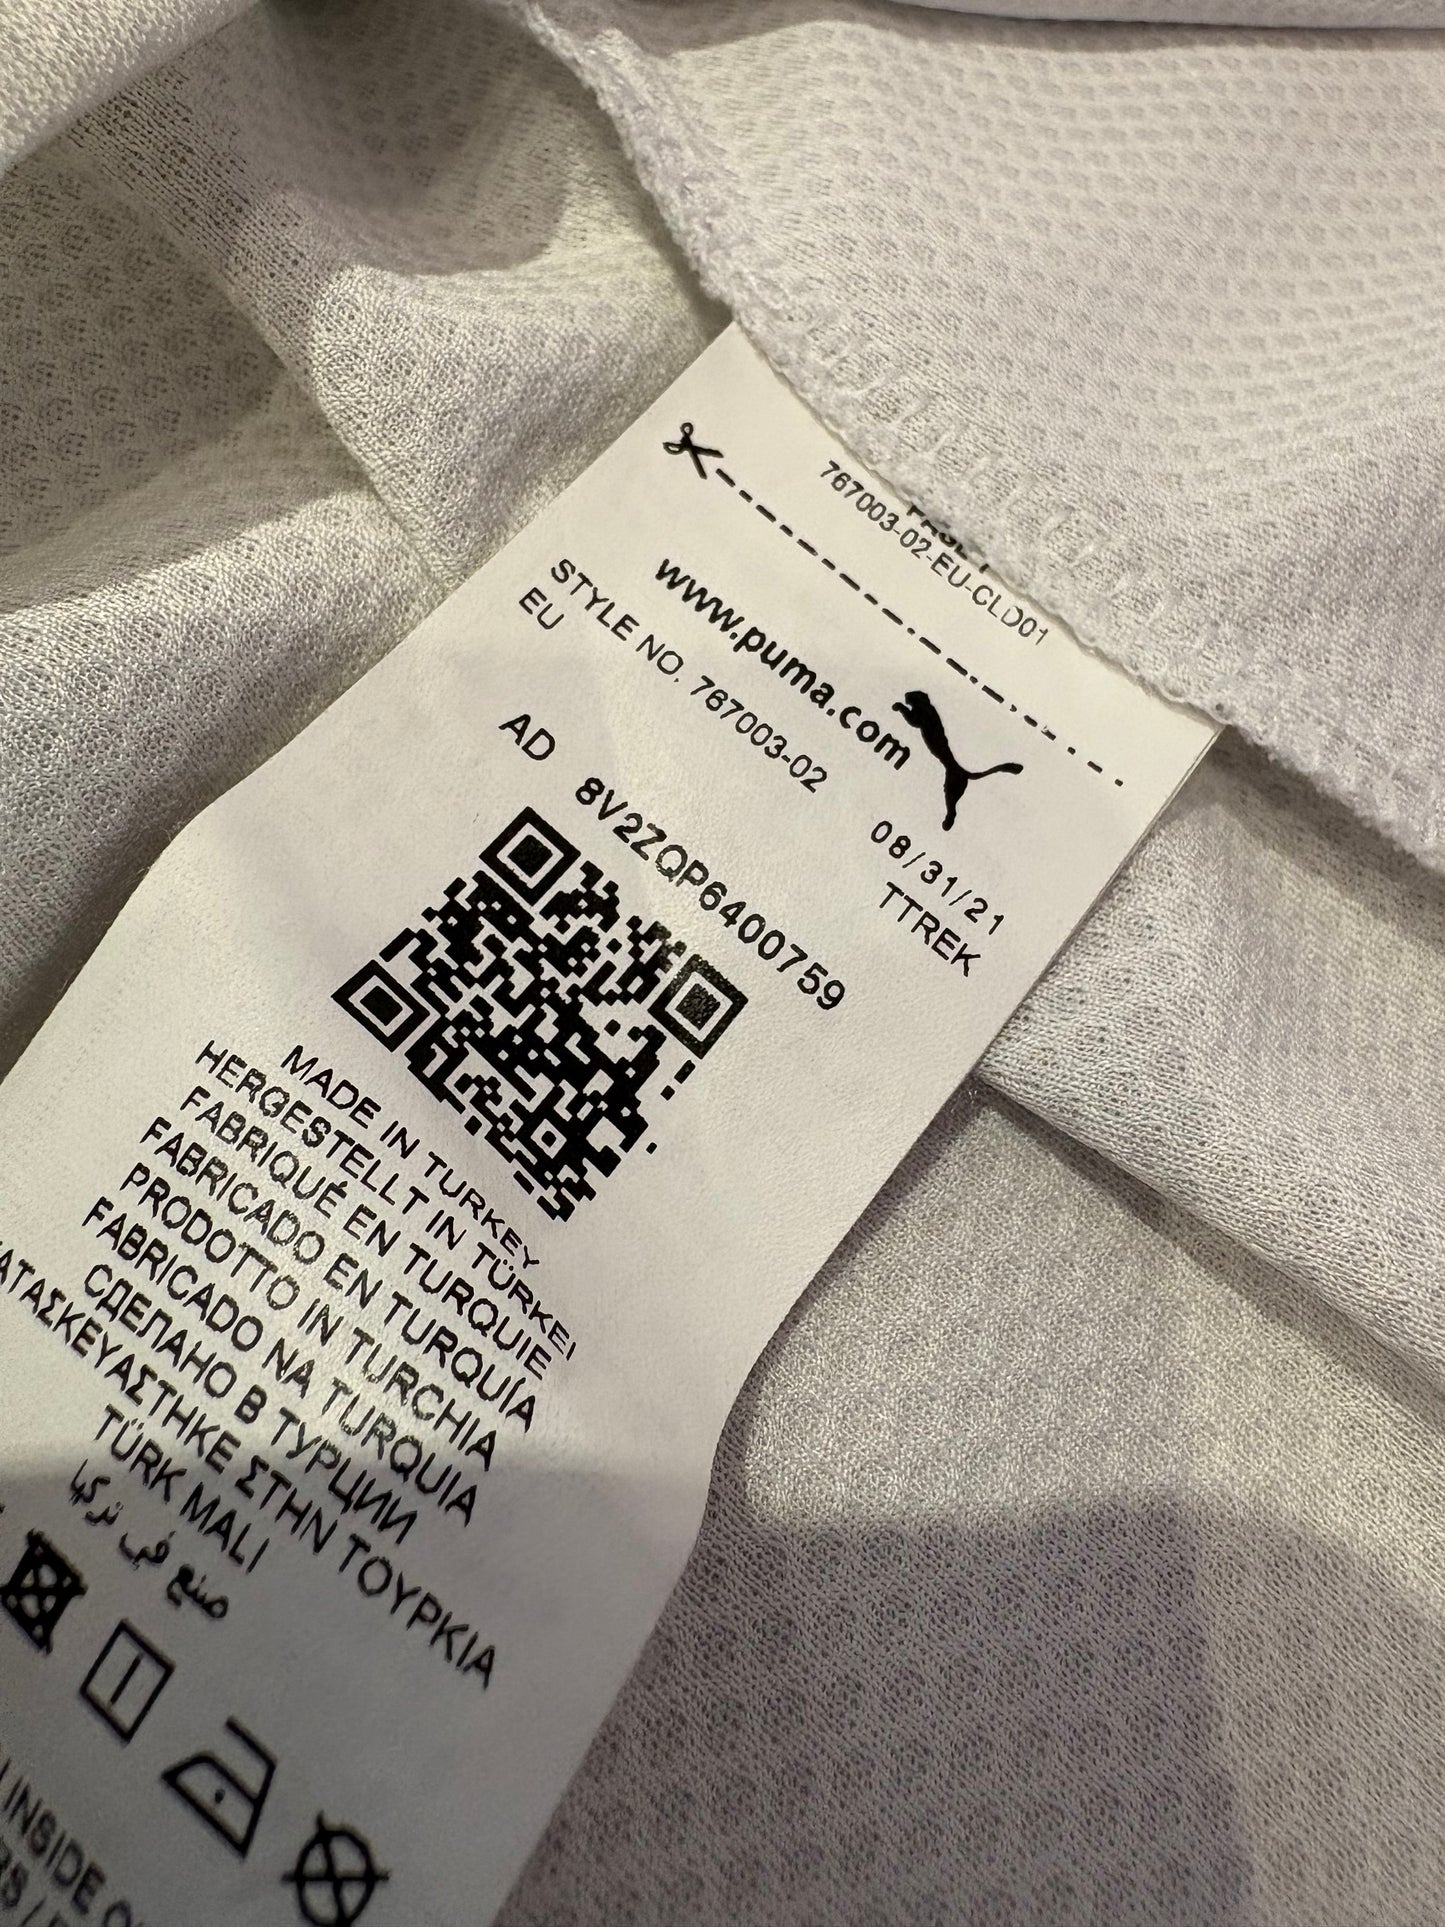 767003-02-EU-CLD01
www.puma.com
STYLE NO. 767003-02
EU
08/31/21
TTREK
AD 8V2ZQP6400759
MADE IN TURKEY
HERGESTELLT IN TÜRKEI
FABRIQUÉ EN TURQUIE
FABRICADO EN TURQUÍA
PRODOTTO IN TURCHIA
FABRICADO NA TURQUIA
СДЕЛАНО В ТУРЦИИ
ΚΑΤΑΣΚΕΥΑΣΤΗΚΕ ΣΤΗΝ ΤΟΥΡΚΙΑ
TÜRK MALI
صنع في تركيا
INSIDE